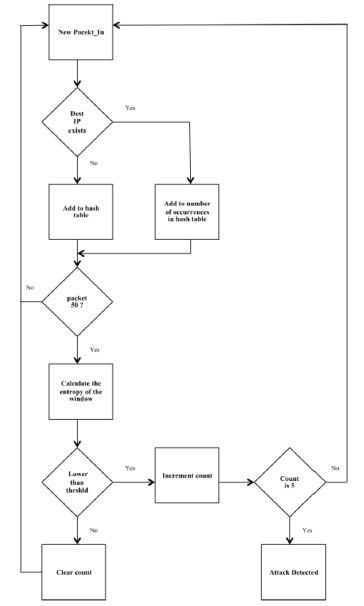 New Pacekt_In
Dest
IP
exists
Yes
No
Add to hash
table
Add to number
of occurrences
in hash table
No
packet
50 ?
Yes
Calculate the
entropy of the
window
Lower
than
thrshld
Yes
Increment count
Count
is 5
No
No
Yes
Clear count
Attack Detected